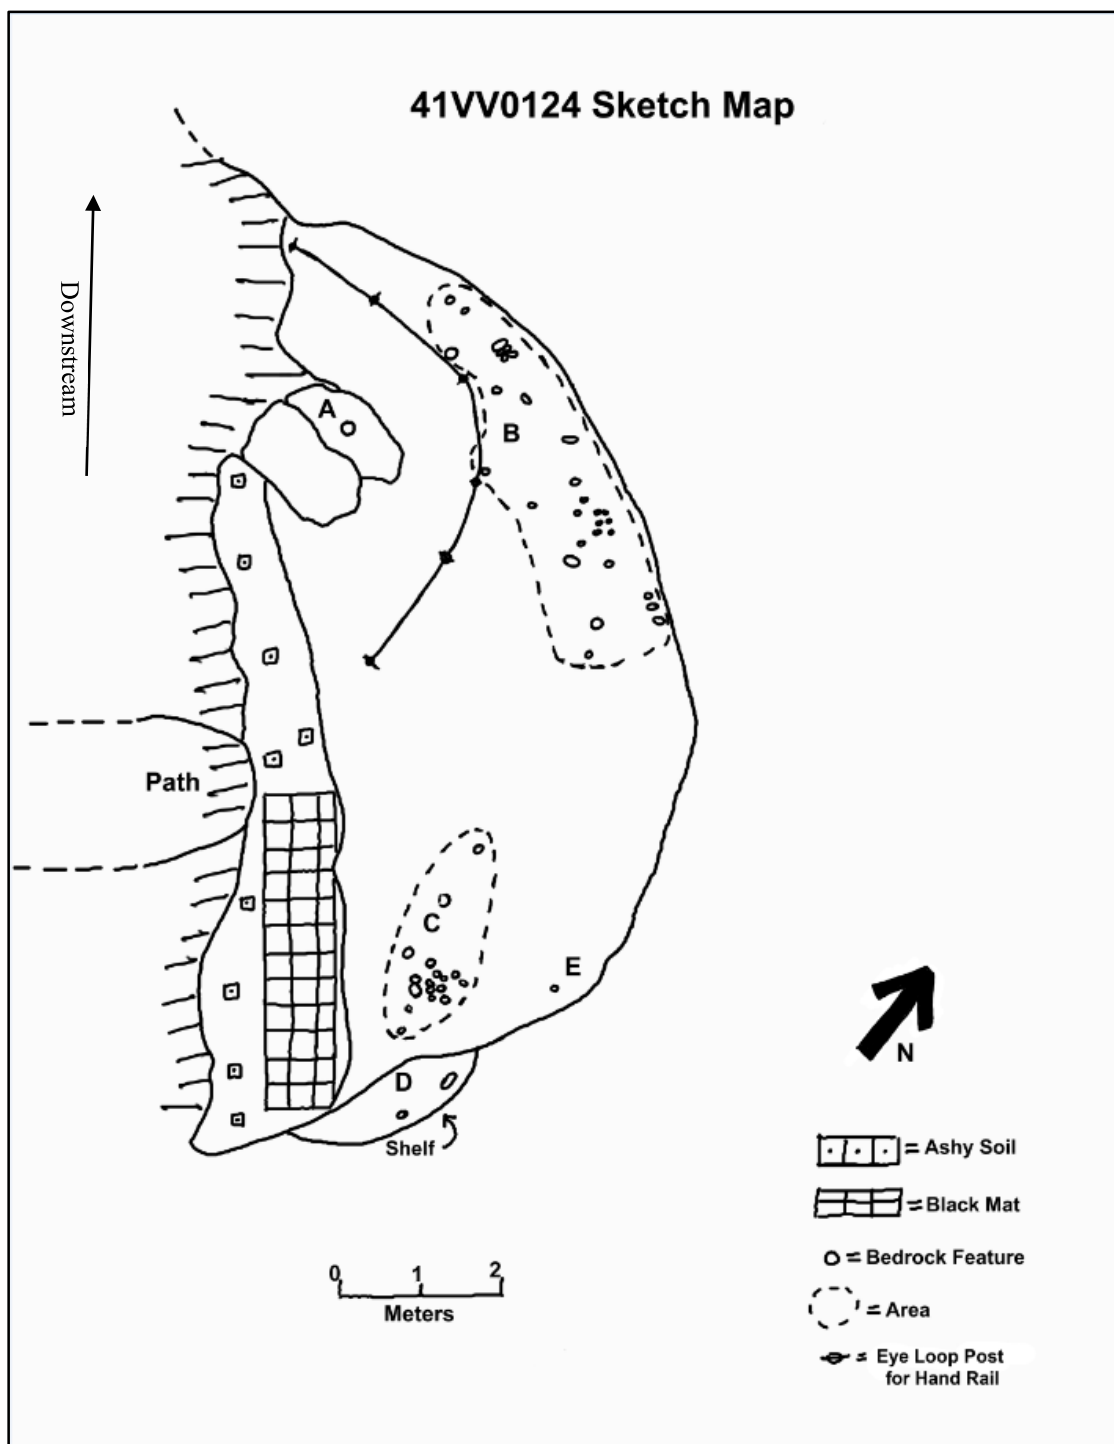 41VV0124 Sketch Map
Downstream
A
B
Path
C
E
D
Shelf
N
= Ashy Soil
= Black Mat
= Bedrock Feature
= Area
= Eye Loop Post
for Hand Rail
0 1 2
Meters